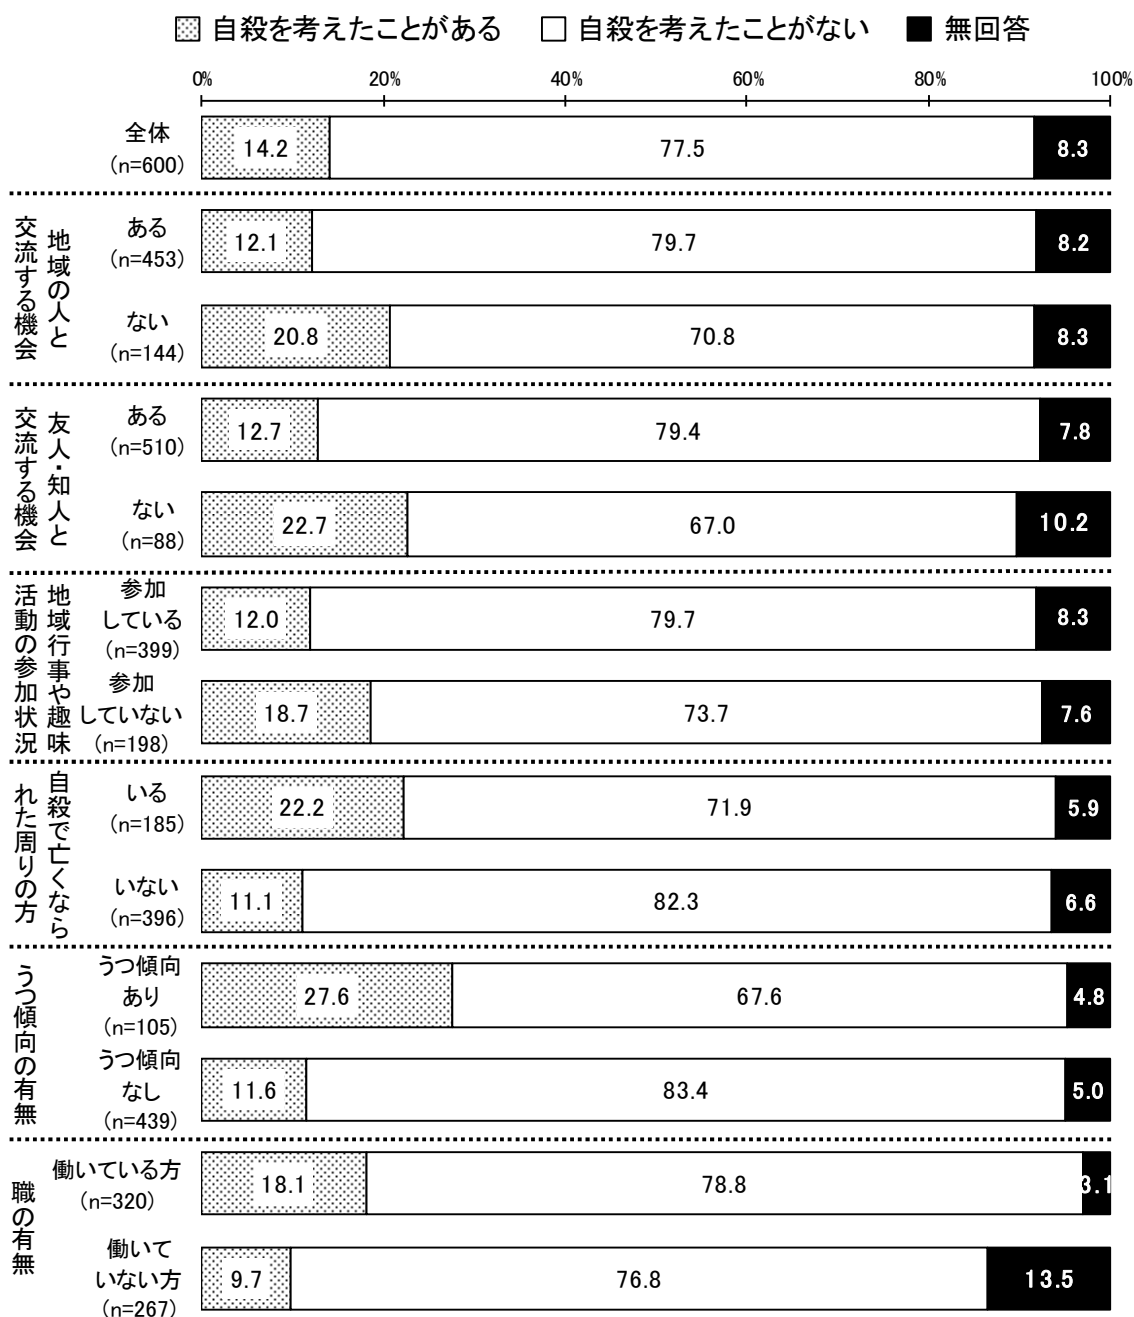 自殺を考えたことがある 自殺を考えたことがない 無回答
0% 20% 40% 60% 80% 100%
全体
(n=600)
14.2 77.5 8.3
地域の人と
交流する機会
ある
(n=453)
12.1 79.7 8.2
ない
(n=144)
20.8 70.8 8.3
友人・知人と
交流する機会
ある
(n=510)
12.7 79.4 7.8
ない
(n=88)
22.7 67.0 10.2
地域行事や趣味
活動の参加状況
参加
している
(n=399)
12.0 79.7 8.3
参加
していない
(n=198)
18.7 73.7 7.6
自殺で亡くなら
れた周りの方
いる
(n=185)
22.2 71.9 5.9
いない
(n=396)
11.1 82.3 6.6
うつ傾向の有無
うつ傾向
あり
(n=105)
27.6 67.6 4.8
うつ傾向
なし
(n=439)
11.6 83.4 5.0
職の有無
働いている方
(n=320)
18.1 78.8 3.1
働いて
いない方
(n=267)
9.7 76.8 13.5